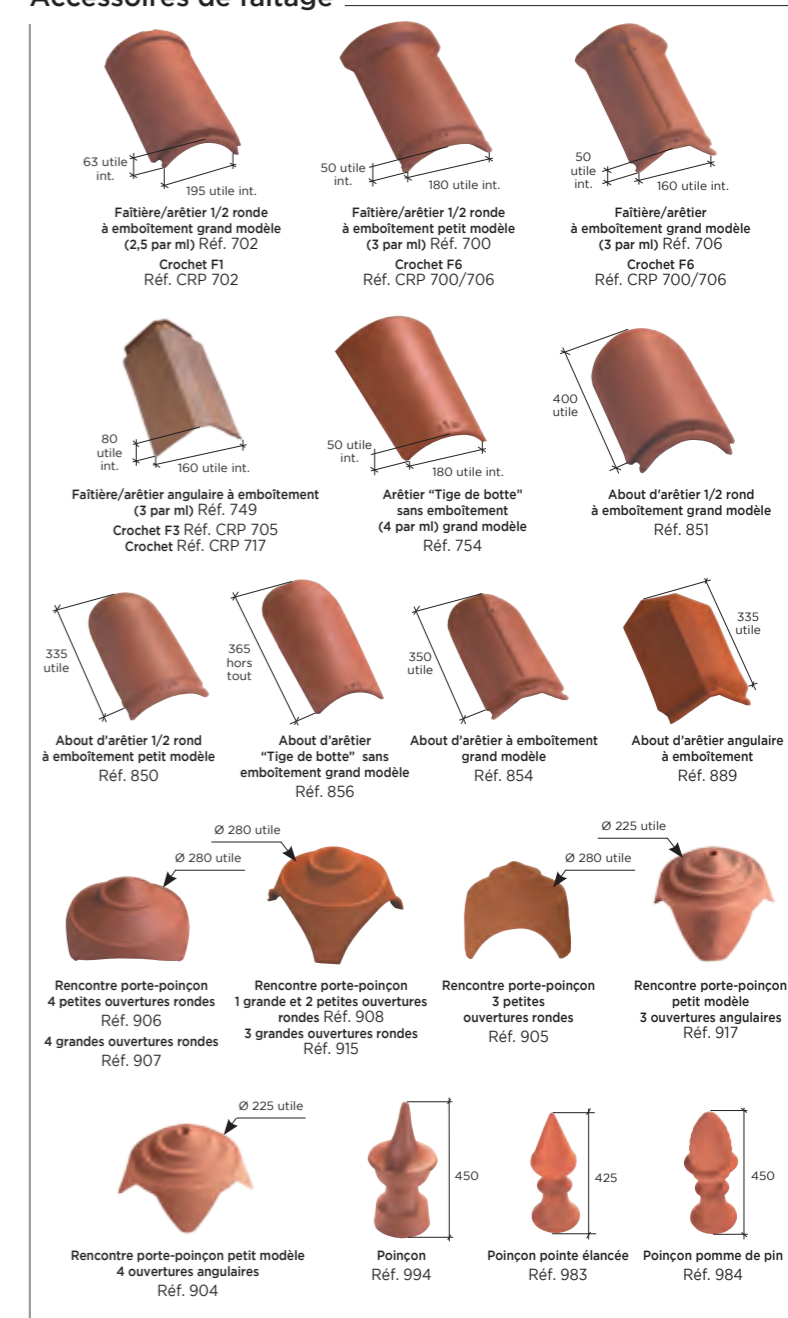 Accessoires de faîtage
63 utile
int.
195 utile int.
50 utile
int.
180 utile int.
50
utile
int.
160 utile int.
Faîtière/arêtier 1/2 ronde
à emboîtement grand modèle
(2,5 par ml) Réf. 702
Crochet F1
Réf. CRP 702
Faîtière/arêtier 1/2 ronde
à emboîtement petit modèle
(3 par ml) Réf. 700
Crochet F6
Réf. CRP 700/706
Faîtière/arêtier
à emboîtement grand modèle
(3 par ml) Réf. 706
Crochet F6
Réf. CRP 700/706
80
utile
int.
160 utile int.
50 utile
int.
180 utile int.
400
utile
Faîtière/arêtier angulaire à emboîtement
(3 par ml) Réf. 749
Crochet F3 Réf. CRP 705
Crochet Réf. CRP 717
Arêtier “Tige de botte”
sans emboîtement
(4 par ml) grand modèle
Réf. 754
About d'arêtier 1/2 rond
à emboîtement grand modèle
Réf. 851
335
utile
365
hors
tout
350
utile
335
utile
About d’arêtier 1/2 rond
à emboîtement petit modèle
Réf. 850
About d’arêtier
“Tige de botte” sans
emboîtement grand modèle
Réf. 856
About d’arêtier à emboîtement
grand modèle
Réf. 854
About d’arêtier angulaire
à emboîtement
Réf. 889
Ø 280 utile
Ø 280 utile
Ø 280 utile
Ø 225 utile
Rencontre porte-poinçon
4 petites ouvertures rondes
Réf. 906
4 grandes ouvertures rondes
Réf. 907
Rencontre porte-poinçon
1 grande et 2 petites ouvertures
rondes Réf. 908
3 grandes ouvertures rondes
Réf. 915
Rencontre porte-poinçon
3 petites
ouvertures rondes
Réf. 905
Rencontre porte-poinçon
petit modèle
3 ouvertures angulaires
Réf. 917
Ø 225 utile
450
425
450
Rencontre porte-poinçon petit modèle
4 ouvertures angulaires
Réf. 904
Poinçon
Réf. 994
Poinçon pointe élancée
Réf. 983
Poinçon pomme de pin
Réf. 984